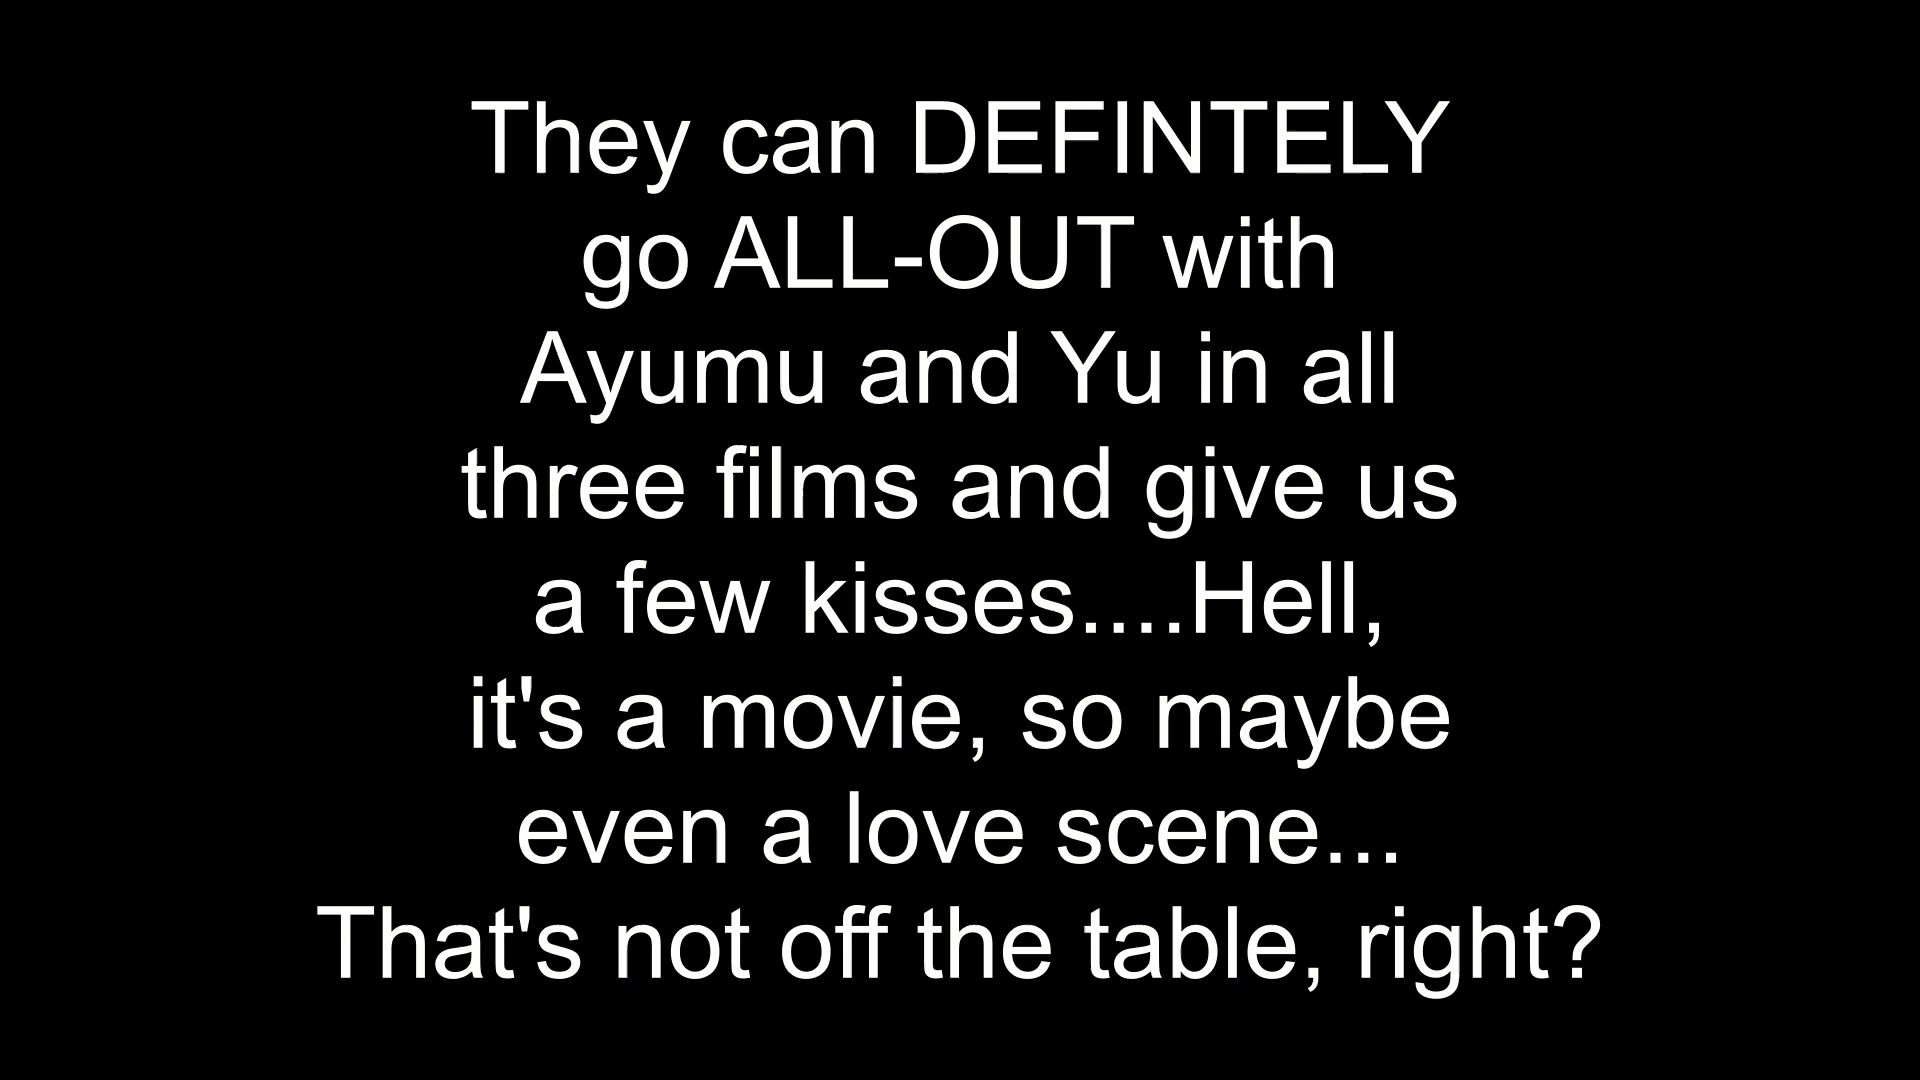 They can DEFINTELY
go ALL-OUT with
Ayumu and Yu in all
three films and give us
a few kisses....Hell,
it's a movie, so maybe
even a love scene...
That's not off the table, right?